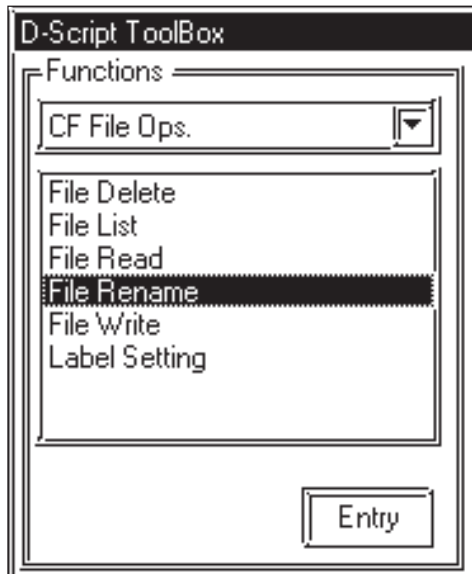 D-Script ToolBox
Functions
CF File Ops.
File Delete
File List
File Read
File Rename
File Write
Label Setting
Entry